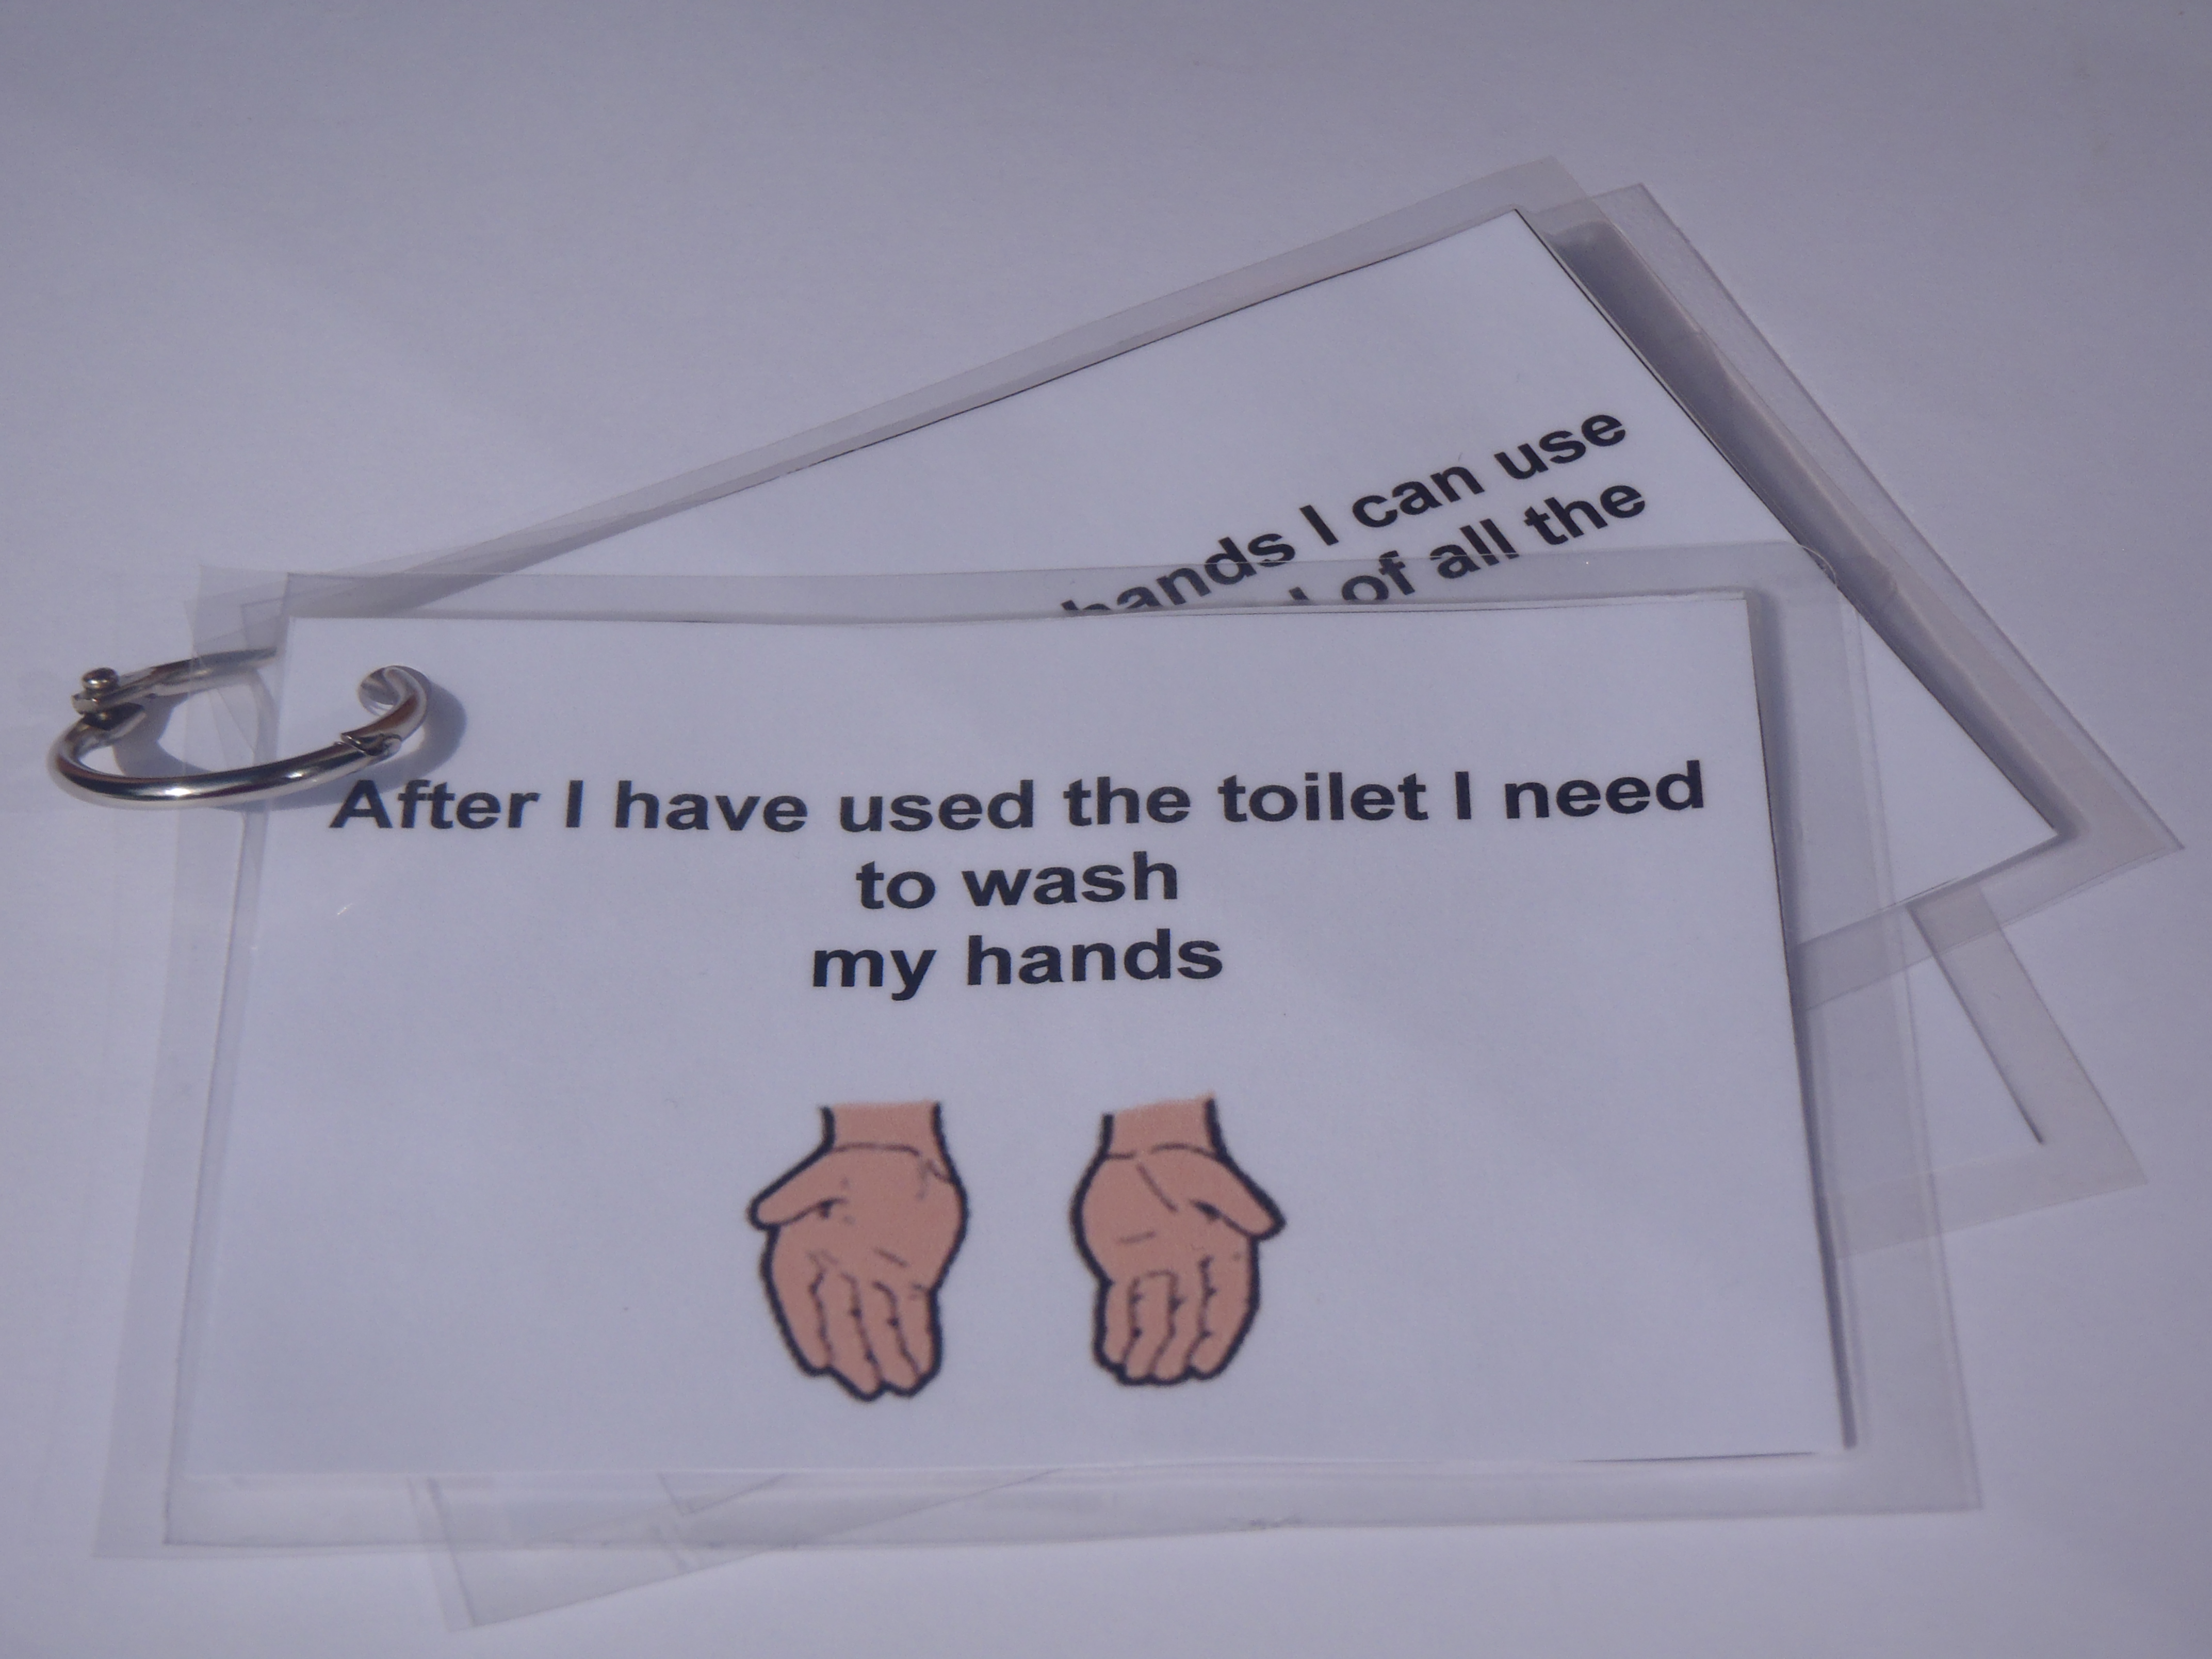 hands I can use
of all the
After I have used the toilet I need
to wash
my hands